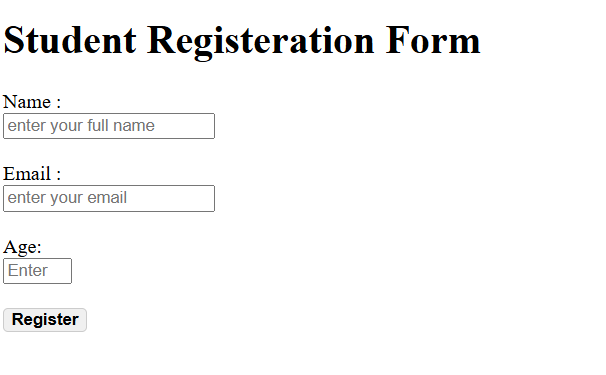 Student Registeration Form
Name :
enter your full name
Email :
enter your email
Age:
Enter
Register